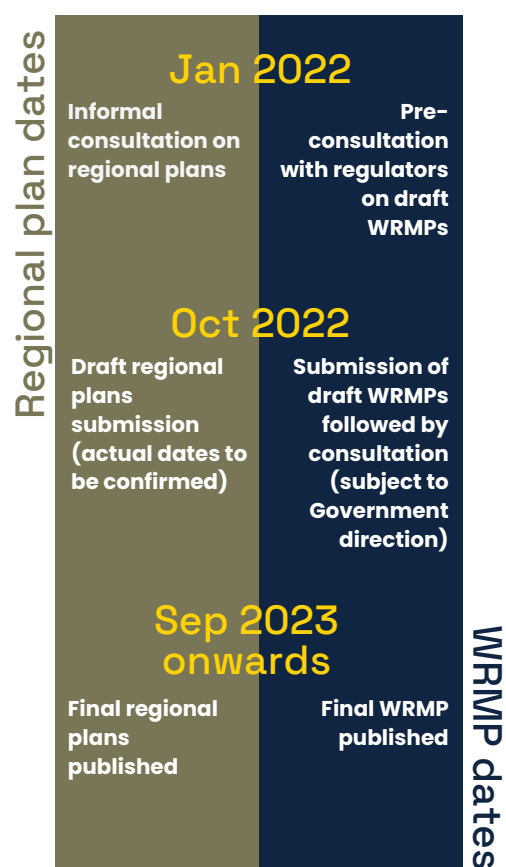 Regional plan dates
Jan 2022
Informal
consultation on
regional plans
Pre-
consultation
with regulators
on draft
WRMPs
Oct 2022
Draft regional
plans
submission
(actual dates to
be confirmed)
Submission of
draft WRMPs
followed by
consultation
(subject to
Government
direction)
Sep 2023
onwards
Final regional
plans
published
Final WRMP
published
WRMP dates